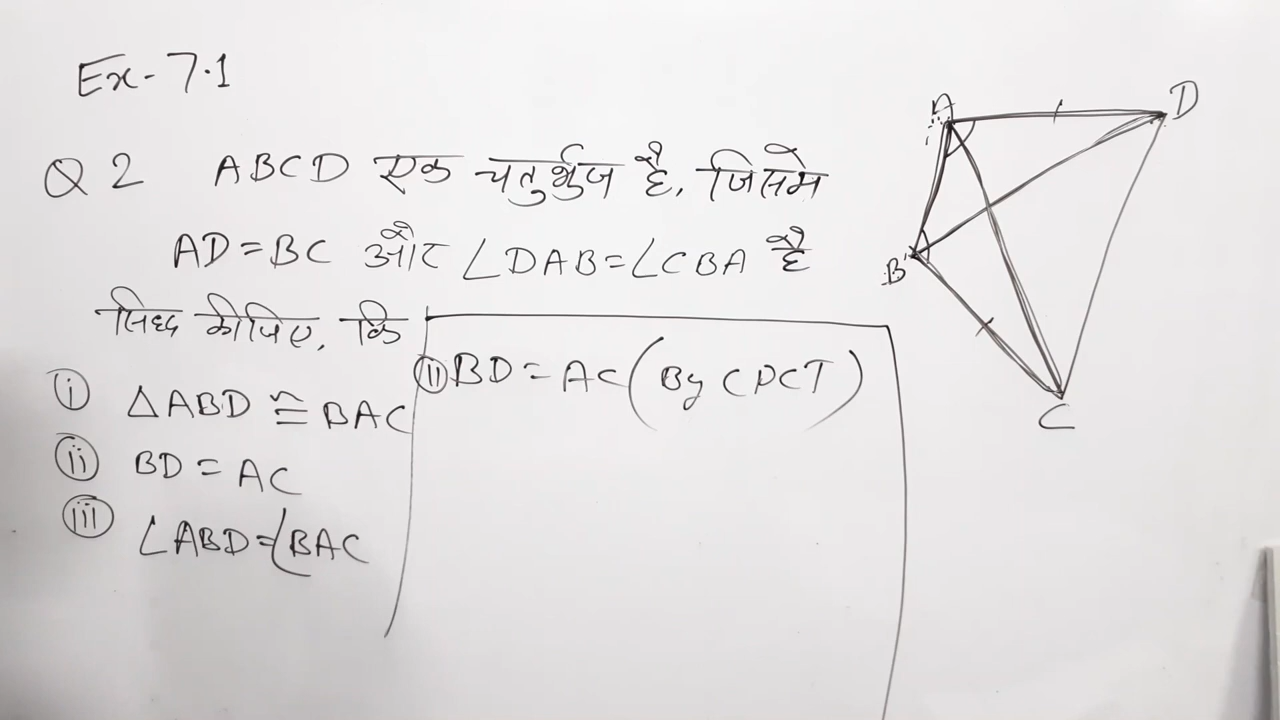 Ex-7.1
Q 2 ABCD एक चतुर्भुज है, जिसमे
AD=BC और ∠DAB=∠CBA है
सिध्द कीजिए, कि
(i) △ABD ≅ BAC
(ii) BD = AC
(iii) ∠ABD=∠BAC
(ii) BD = AC (By CPCT)
A
D
B
C